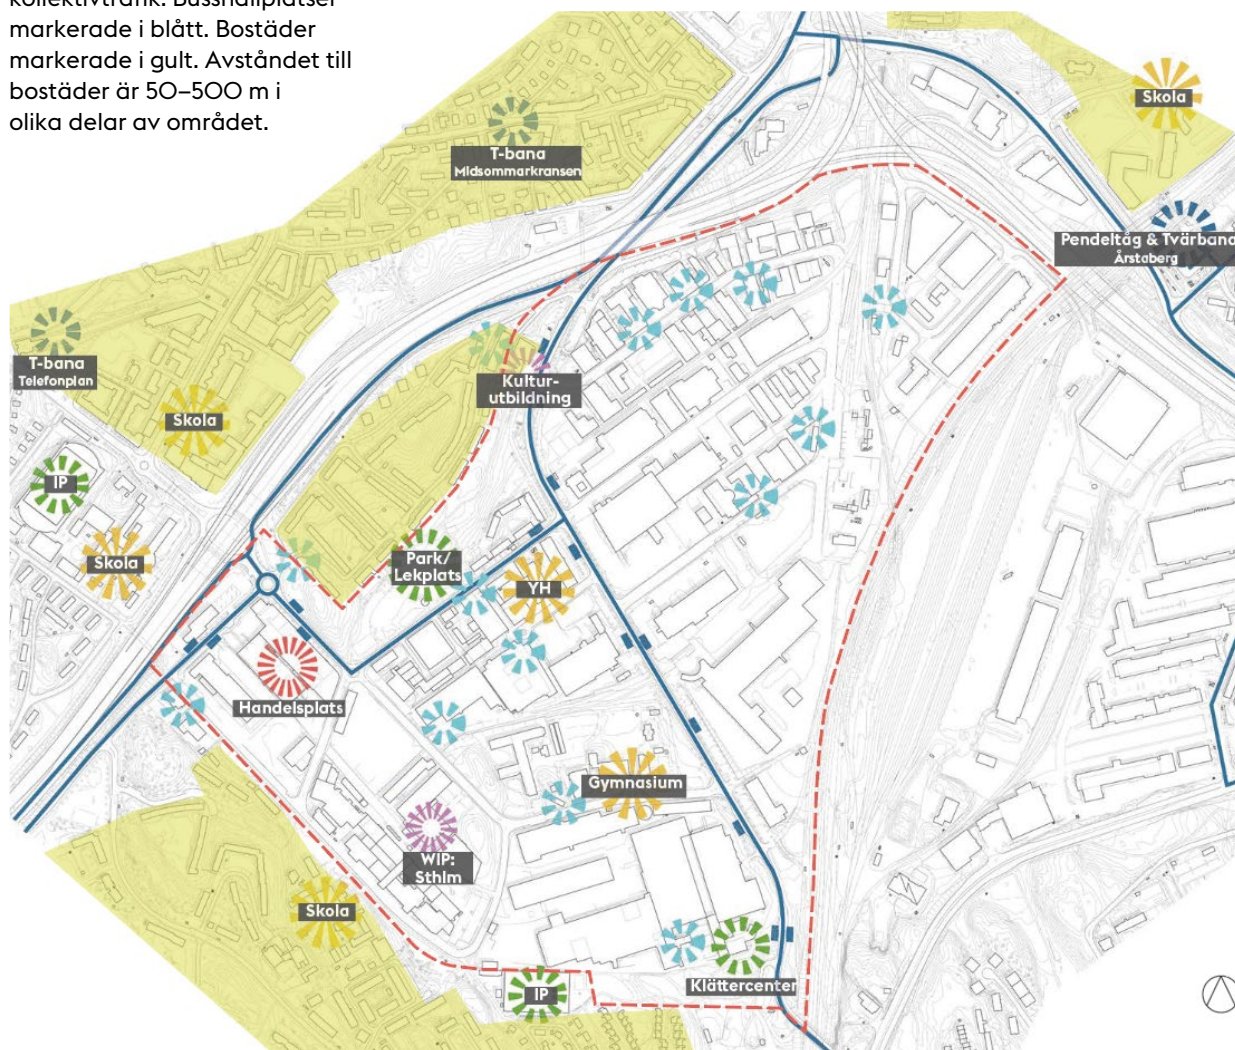 kollektivtrafik. Busshållplatser
markerade i blått. Bostäder
markerade i gult. Avståndet till
bostäder är 50–500 m i
olika delar av området.
Skola
T-bana
Midsommarkransen
Pendeltåg & Tvärbana
Årstaberg
T-bana
Telefonplan
Kultur-
utbildning
Skola
IP
Skola
Park/
Lekplats
YH
Handelsplats
Gymnasium
WIP:
Sthlm
Skola
Klättercenter
IP